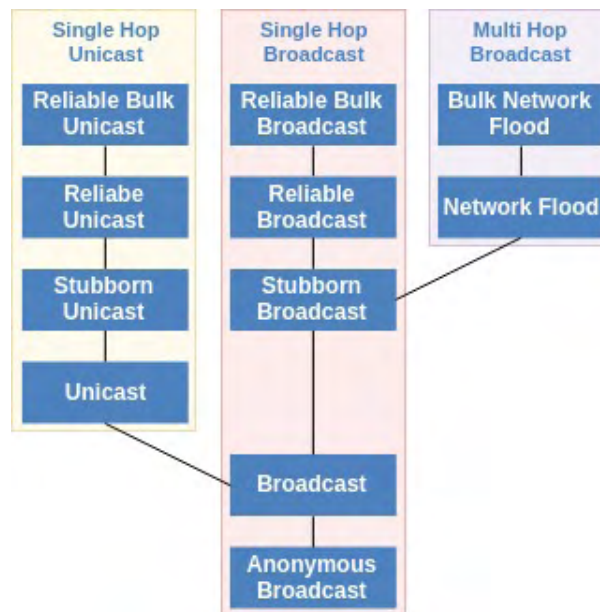 Single Hop
Unicast
Reliable Bulk
Unicast
Reliabe
Unicast
Stubborn
Unicast
Unicast
Single Hop
Broadcast
Reliable Bulk
Broadcast
Reliable
Broadcast
Stubborn
Broadcast
Broadcast
Anonymous
Broadcast
Multi Hop
Broadcast
Bulk Network
Flood
Network Flood